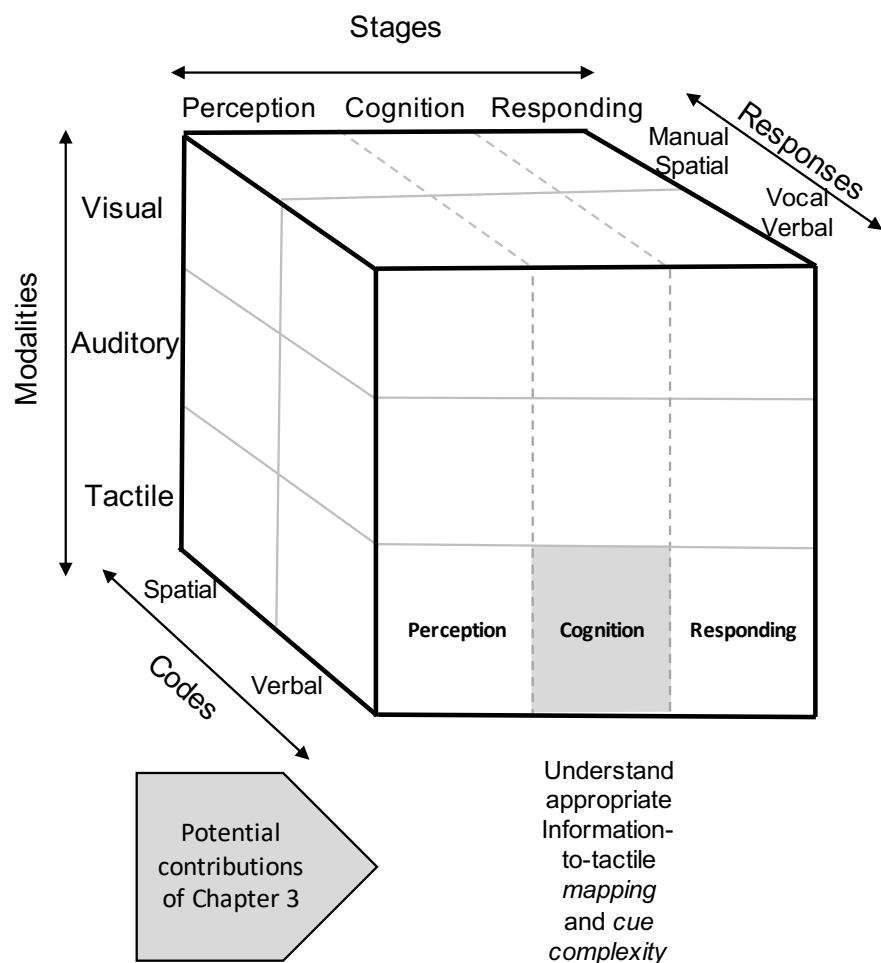 Stages
Perception Cognition Responding
Responses
Manual
Spatial
Vocal
Verbal
Modalities
Visual
Auditory
Tactile
Spatial
Verbal
Codes
Perception Cognition Responding
Potential
contributions
of Chapter 3
Understand
appropriate
Information-
to-tactile
mapping
and cue
complexity